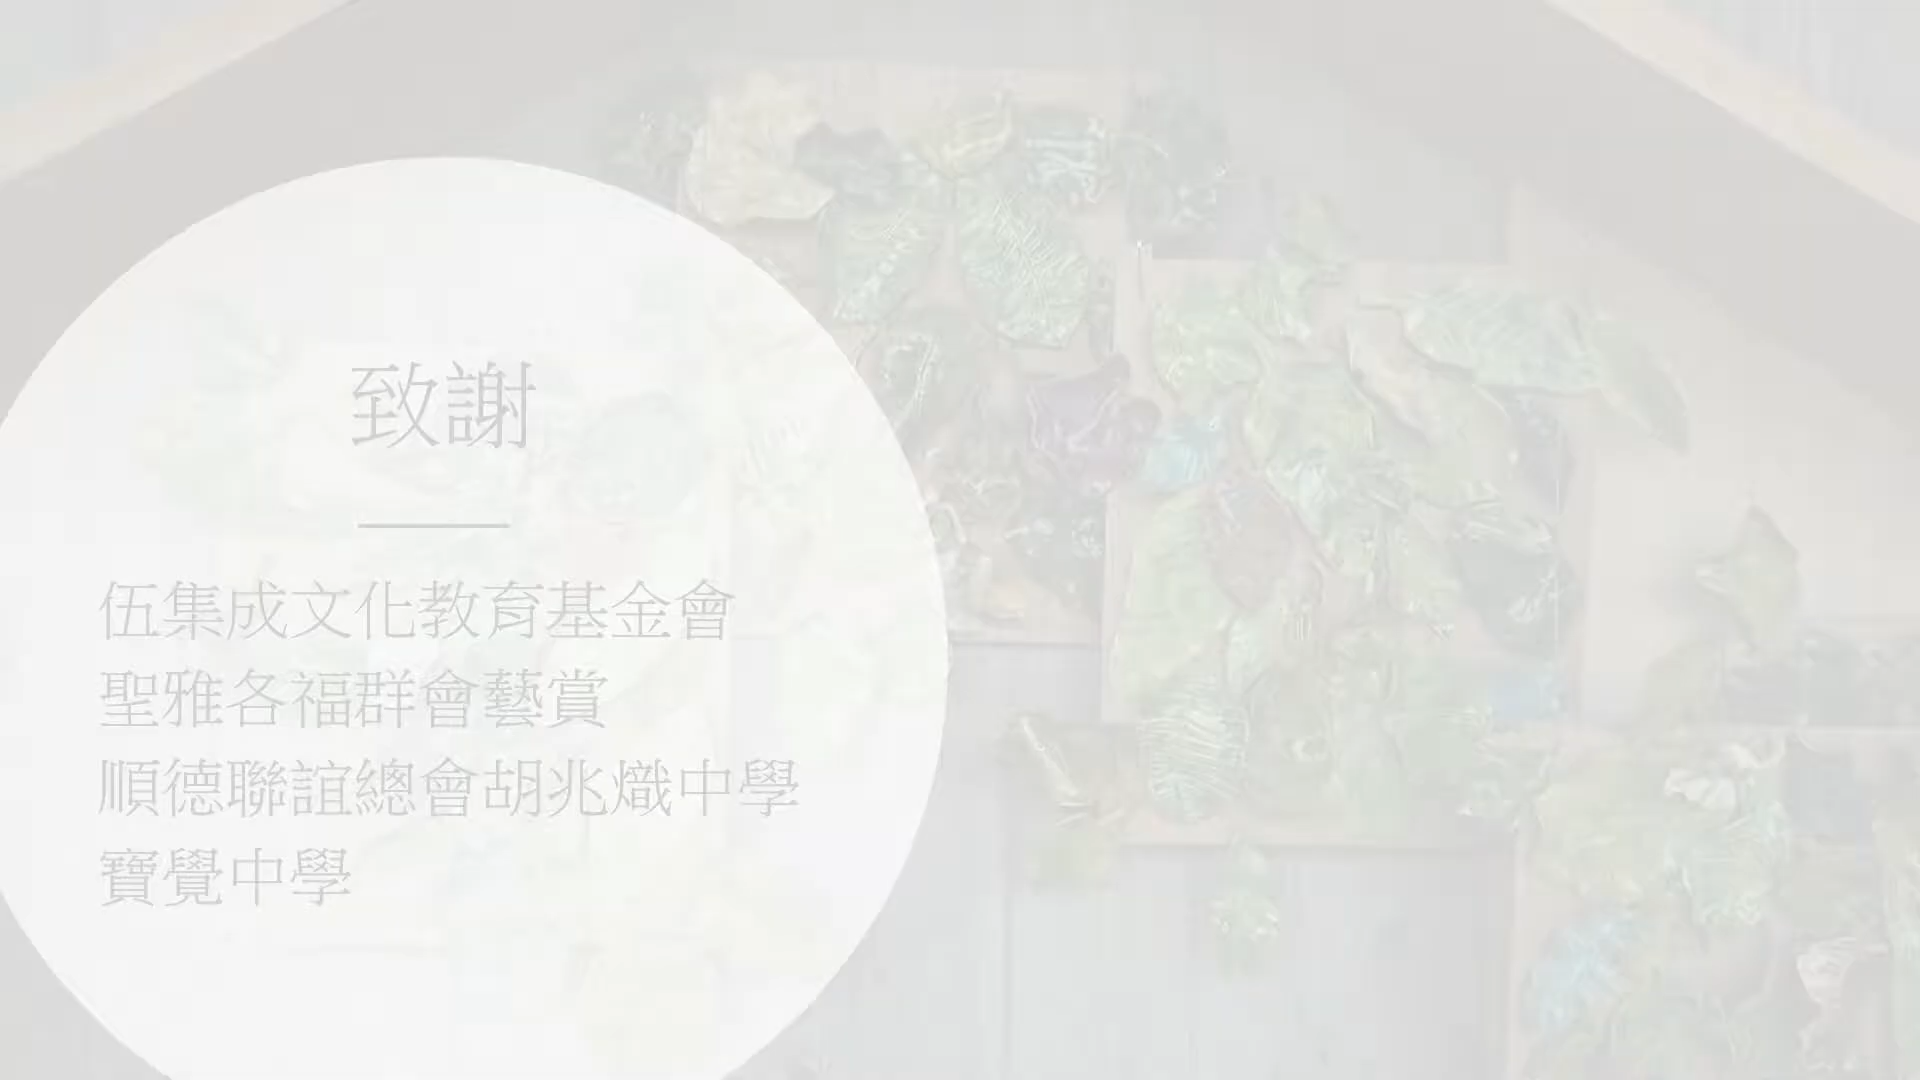 致謝
伍集成文化教育基金會
聖雅各福群會藝賞
順德聯誼總會胡兆熾中學
寶覺中學